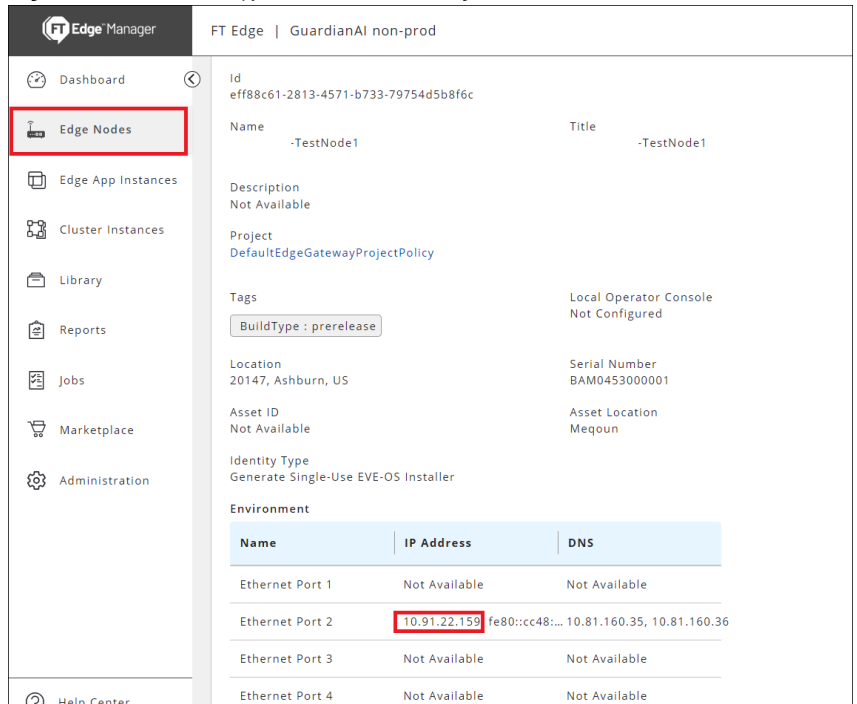 FT Edge™ Manager
FT Edge | GuardianAI non-prod
Dashboard
Edge Nodes
Edge App Instances
Cluster Instances
Library
Reports
Jobs
Marketplace
Administration
Help Center
Id
eff88c61-2813-4571-b733-79754d5b8f6c
Name Title
-TestNode1 -TestNode1
Description
Not Available
Project
DefaultEdgeGatewayProjectPolicy
Tags Local Operator Console
BuildType : prerelease Not Configured
Location Serial Number
20147, Ashburn, US BAM0453000001
Asset ID Asset Location
Not Available Meqoun
Identity Type
Generate Single-Use EVE-OS Installer
Environment
Name IP Address DNS
Ethernet Port 1 Not Available Not Available
Ethernet Port 2 10.91.22.159 fe80::cc48:... 10.81.160.35, 10.81.160.36
Ethernet Port 3 Not Available Not Available
Ethernet Port 4 Not Available Not Available